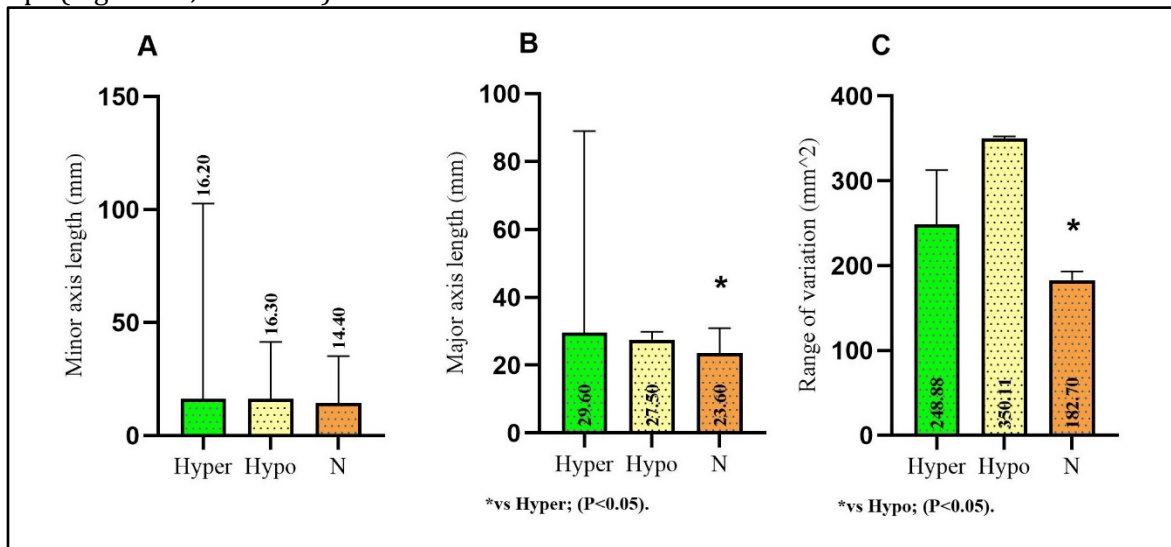 A
Minor axis length (mm)
150
100
50
0
16.20
16.30
14.40
Hyper Hypo N
B
Major axis length (mm)
100
80
60
40
20
0
*
29.60
27.50
23.60
Hyper Hypo N
*vs Hyper; (P<0.05).
C
Range of variation (mm^2)
400
300
200
100
0
*
248.88
350.11
182.70
Hyper Hypo N
*vs Hypo; (P<0.05).